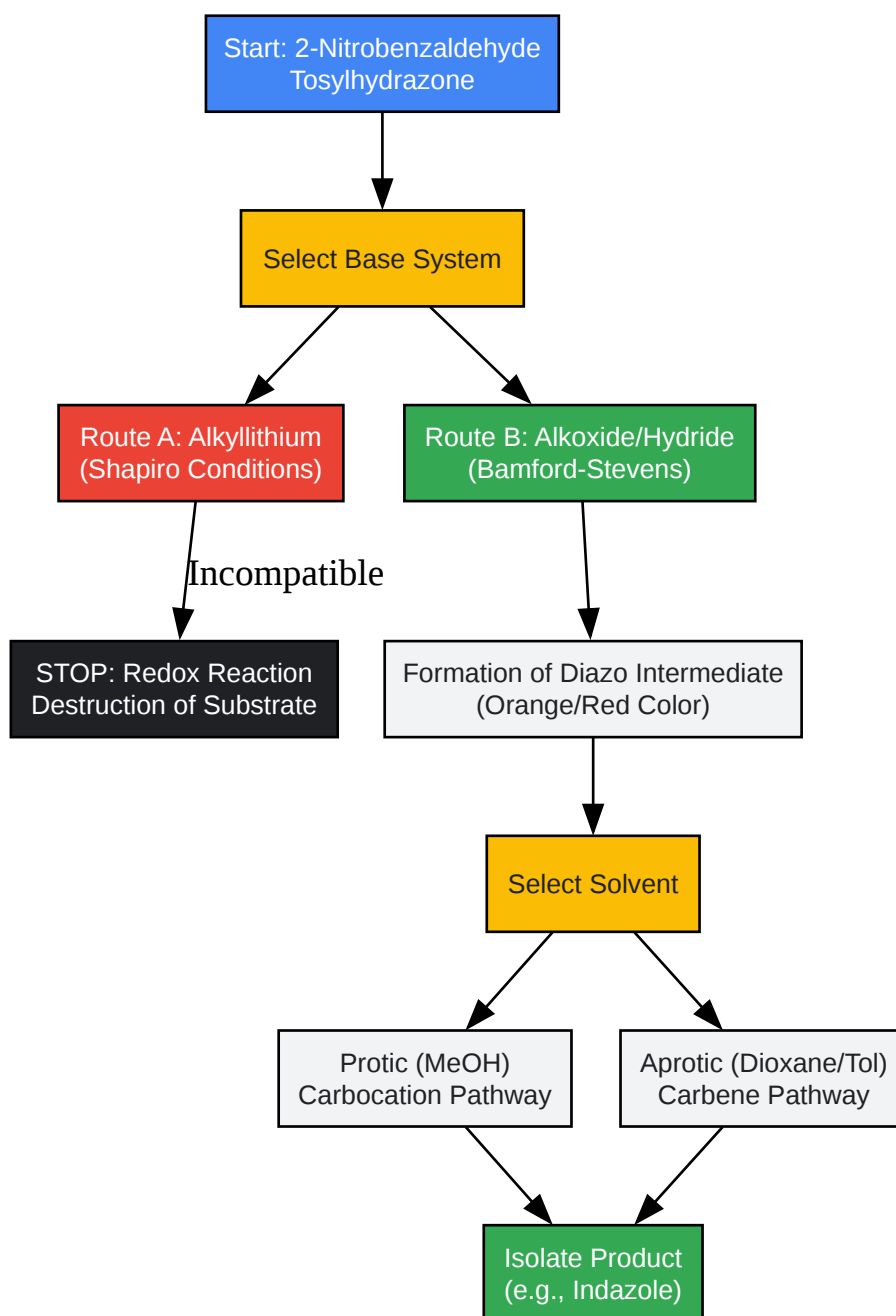 Start: 2-Nitrobenzaldehyde
Tosylhydrazone
Select Base System
Route A: Alkyllithium
(Shapiro Conditions)
Route B: Alkoxide/Hydride
(Bamford-Stevens)
Incompatible
STOP: Redox Reaction
Destruction of Substrate
Formation of Diazo Intermediate
(Orange/Red Color)
Select Solvent
Protic (MeOH)
Carbocation Pathway
Aprotic (Dioxane/Tol)
Carbene Pathway
Isolate Product
(e.g., Indazole)